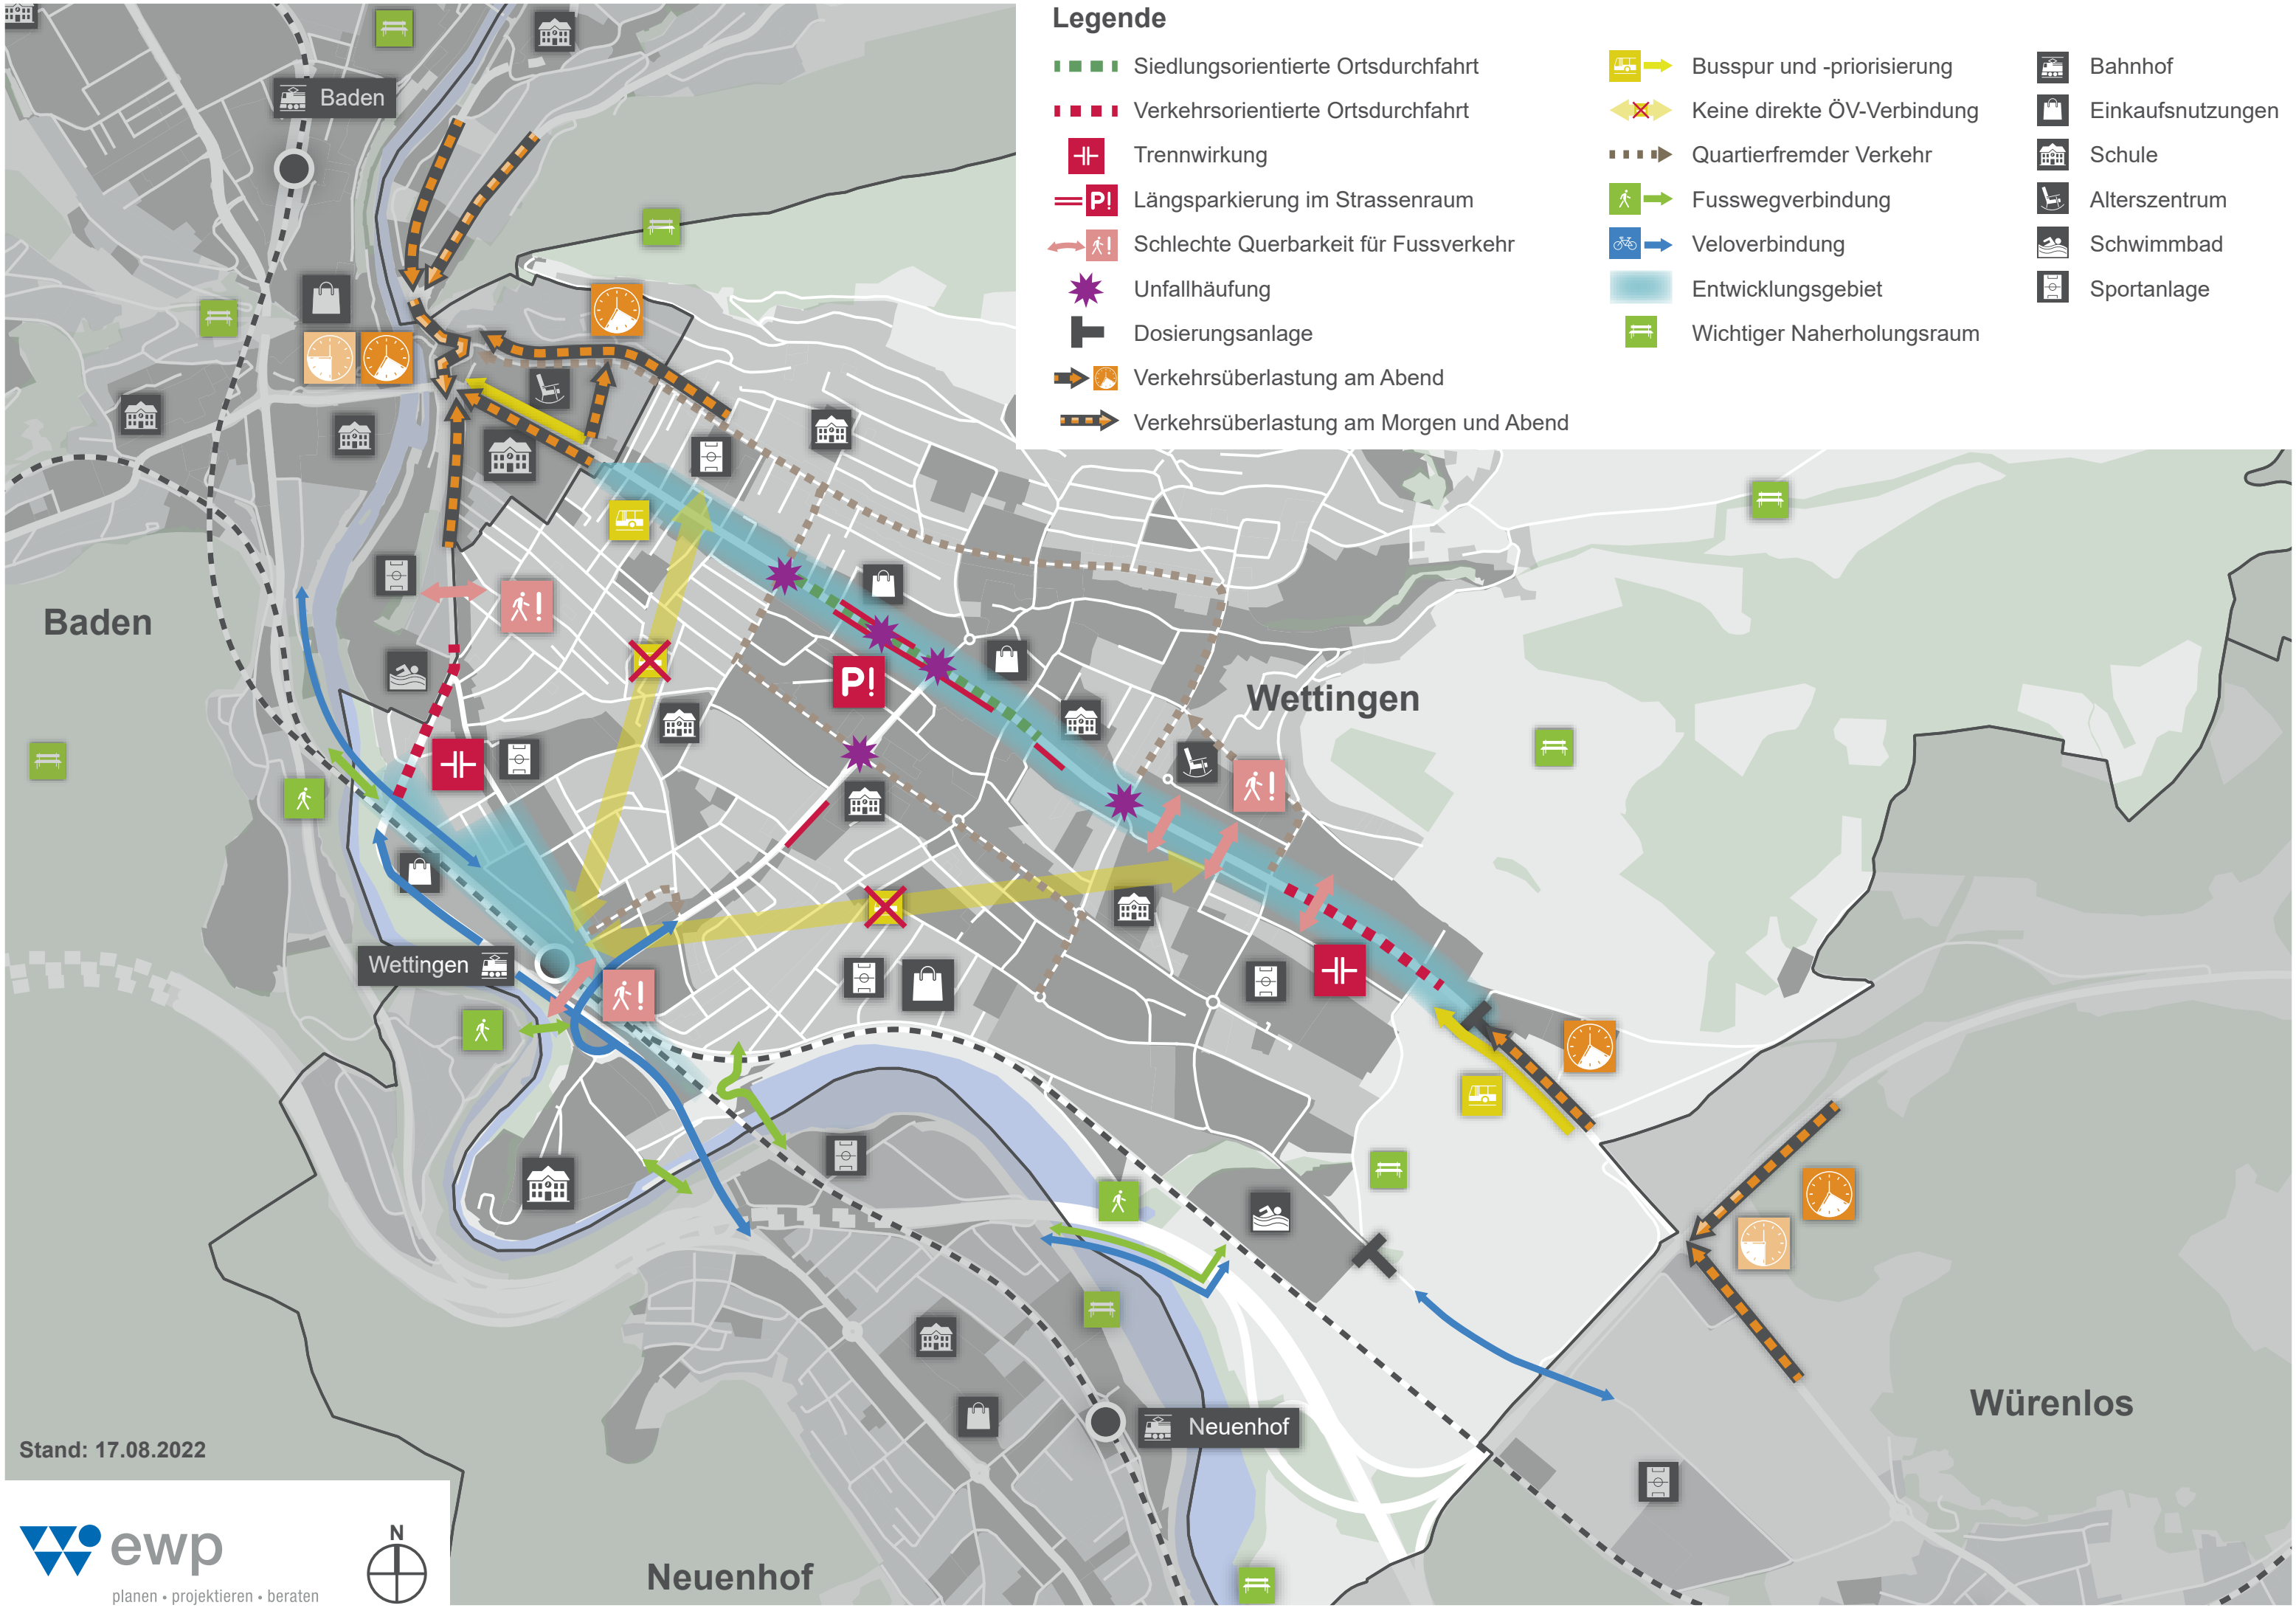 Legende
Siedlungsorientierte Ortsdurchfahrt
Verkehrsorientierte Ortsdurchfahrt
Trennwirkung
P! Längsparkierung im Strassenraum
Schlechte Querbarkeit für Fussverkehr
Unfallhäufung
Dosierungsanlage
Verkehrsüberlastung am Abend
Verkehrsüberlastung am Morgen und Abend
Busspur und -priorisierung
Keine direkte ÖV-Verbindung
Quartierfremder Verkehr
Fusswegverbindung
Veloverbindung
Entwicklungsgebiet
Wichtiger Naherholungsraum
Bahnhof
Einkaufsnutzungen
Schule
Alterszentrum
Schwimmbad
Sportanlage
Baden
Baden
Wettingen
P!
Wettingen
Neuenhof
Würenlos
Neuenhof
Stand: 17.08.2022
ewp
planen • projektieren • beraten
N